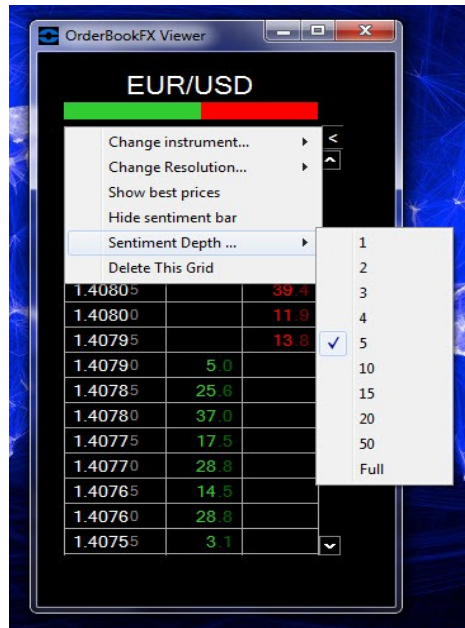 OrderBookFX Viewer
EUR/USD
<
Change instrument...
Change Resolution...
Show best prices
Hide sentiment bar
Sentiment Depth ...
Delete This Grid
1
2
3
4
5
10
15
20
50
Full
1.40805 39.4
1.40800 11.9
1.40795 13.8
1.40790 5.0
1.40785 25.6
1.40780 37.0
1.40775 17.5
1.40770 28.8
1.40765 14.5
1.40760 28.8
1.40755 3.1